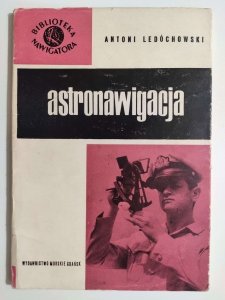 BIBLIOTEKA
NAWIGATORA
ANTONI LEDÓCHOWSKI
astronawigacja
WYDAWNICTWO MORSKIE GDAŃSK